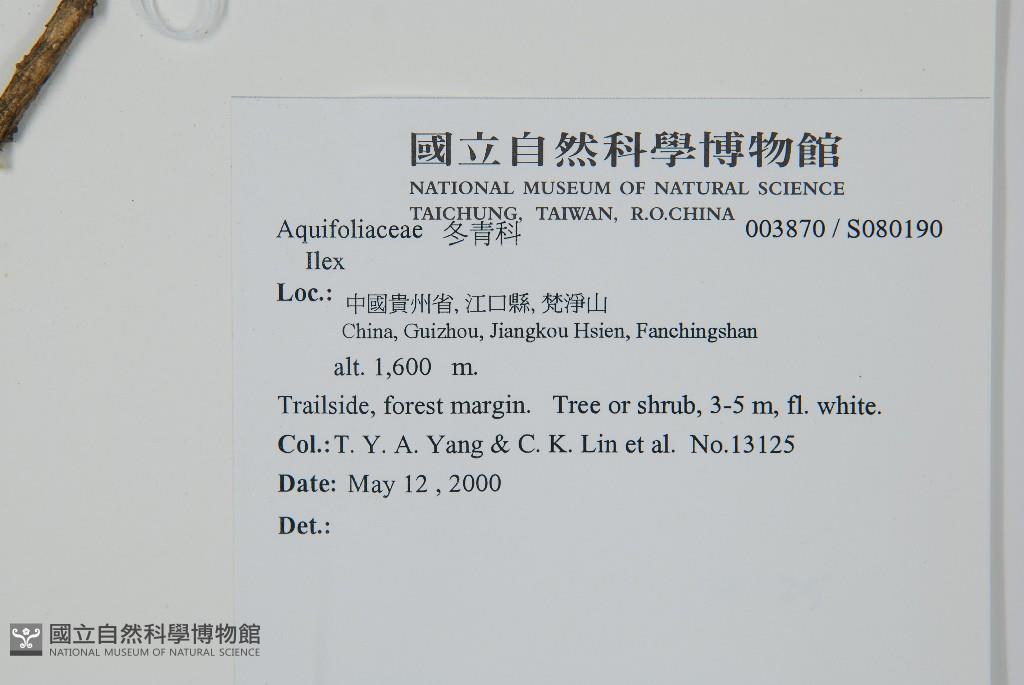 國立自然科學博物館
NATIONAL MUSEUM OF NATURAL SCIENCE
TAICHUNG, TAIWAN, R.O.CHINA
Aquifoliaceae 冬青科 003870 / S080190
Ilex
Loc.: 中國貴州省, 江口縣, 梵淨山
China, Guizhou, Jiangkou Hsien, Fanchingshan
alt. 1,600 m.
Trailside, forest margin. Tree or shrub, 3-5 m, fl. white.
Col.: T. Y. A. Yang & C. K. Lin et al. No.13125
Date: May 12 , 2000
Det.:
國立自然科學博物館
NATIONAL MUSEUM OF NATURAL SCIENCE